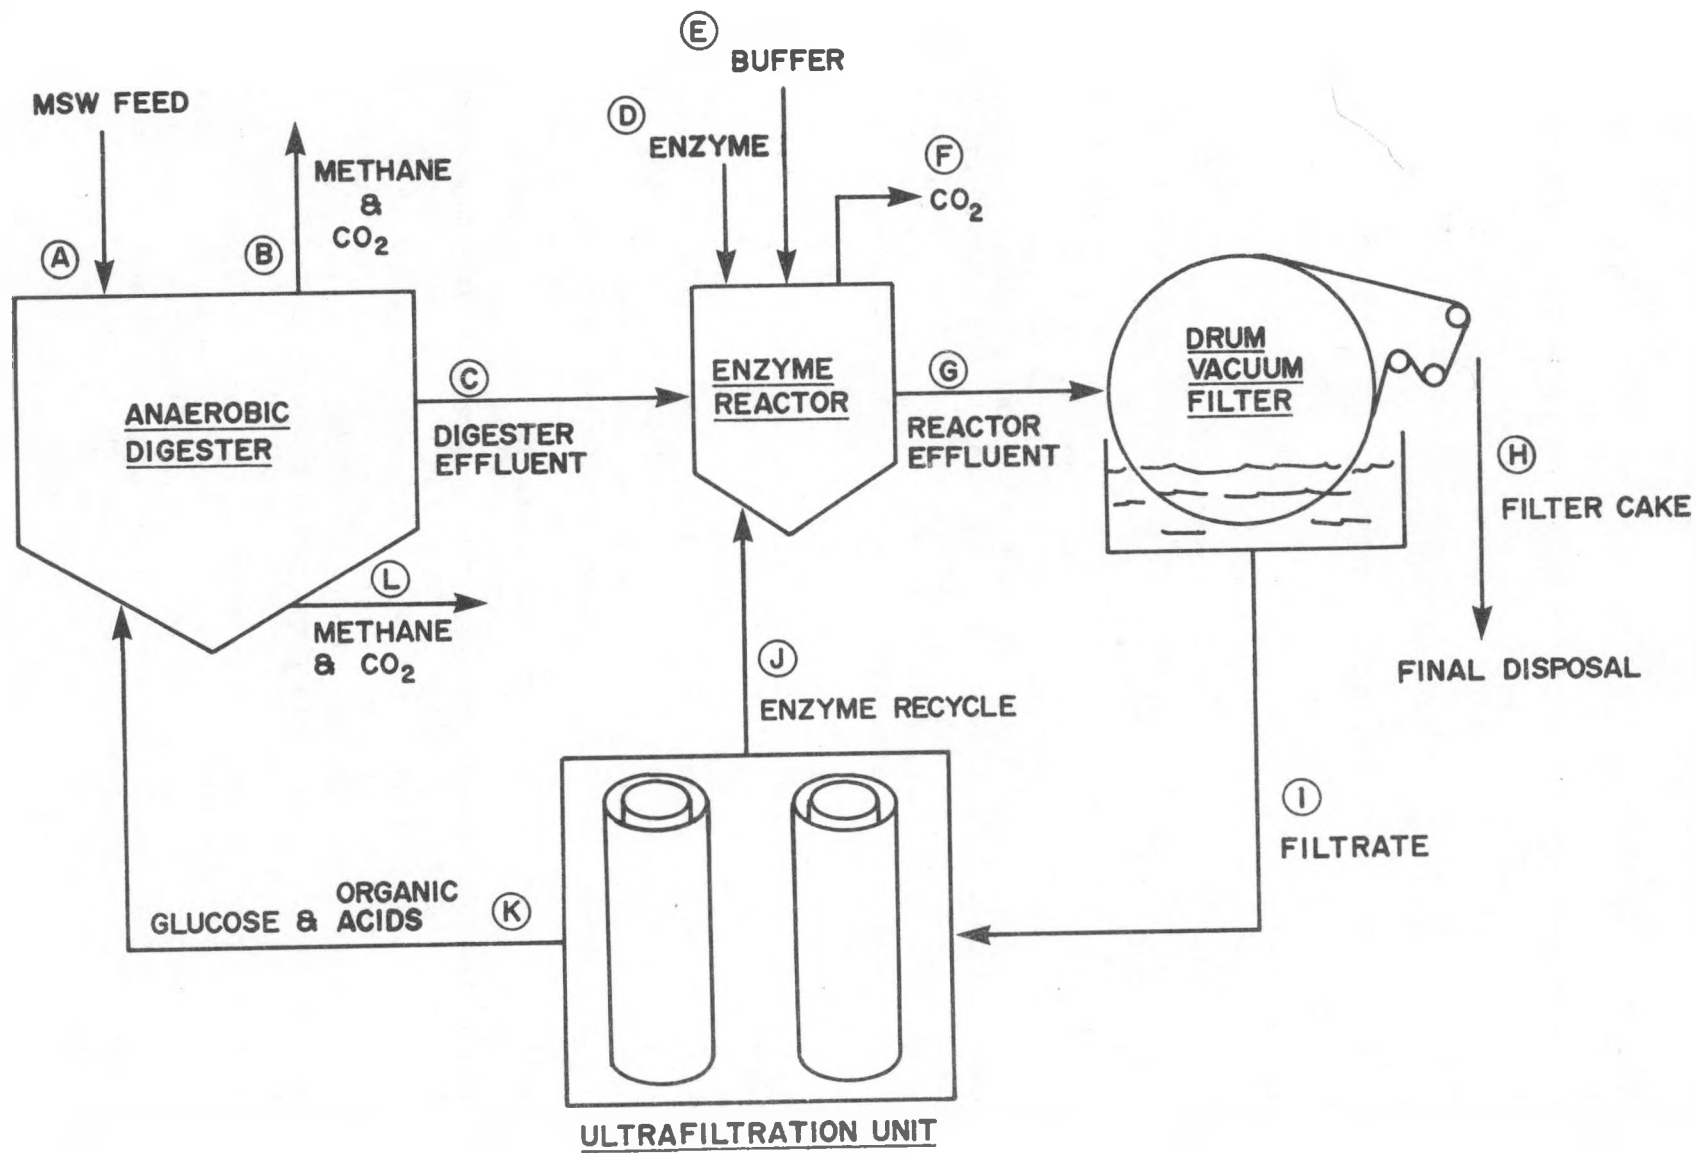 E
BUFFER
MSW FEED
D
ENZYME
METHANE
&
CO2
F
CO2
A
B
DRUM
VACUUM
FILTER
ENZYME
REACTOR
C
G
ANAEROBIC
DIGESTER
DIGESTER
EFFLUENT
REACTOR
EFFLUENT
H
FILTER CAKE
L
METHANE
& CO2
J
ENZYME RECYCLE
FINAL DISPOSAL
I
FILTRATE
ORGANIC
GLUCOSE & ACIDS
K
ULTRAFILTRATION UNIT